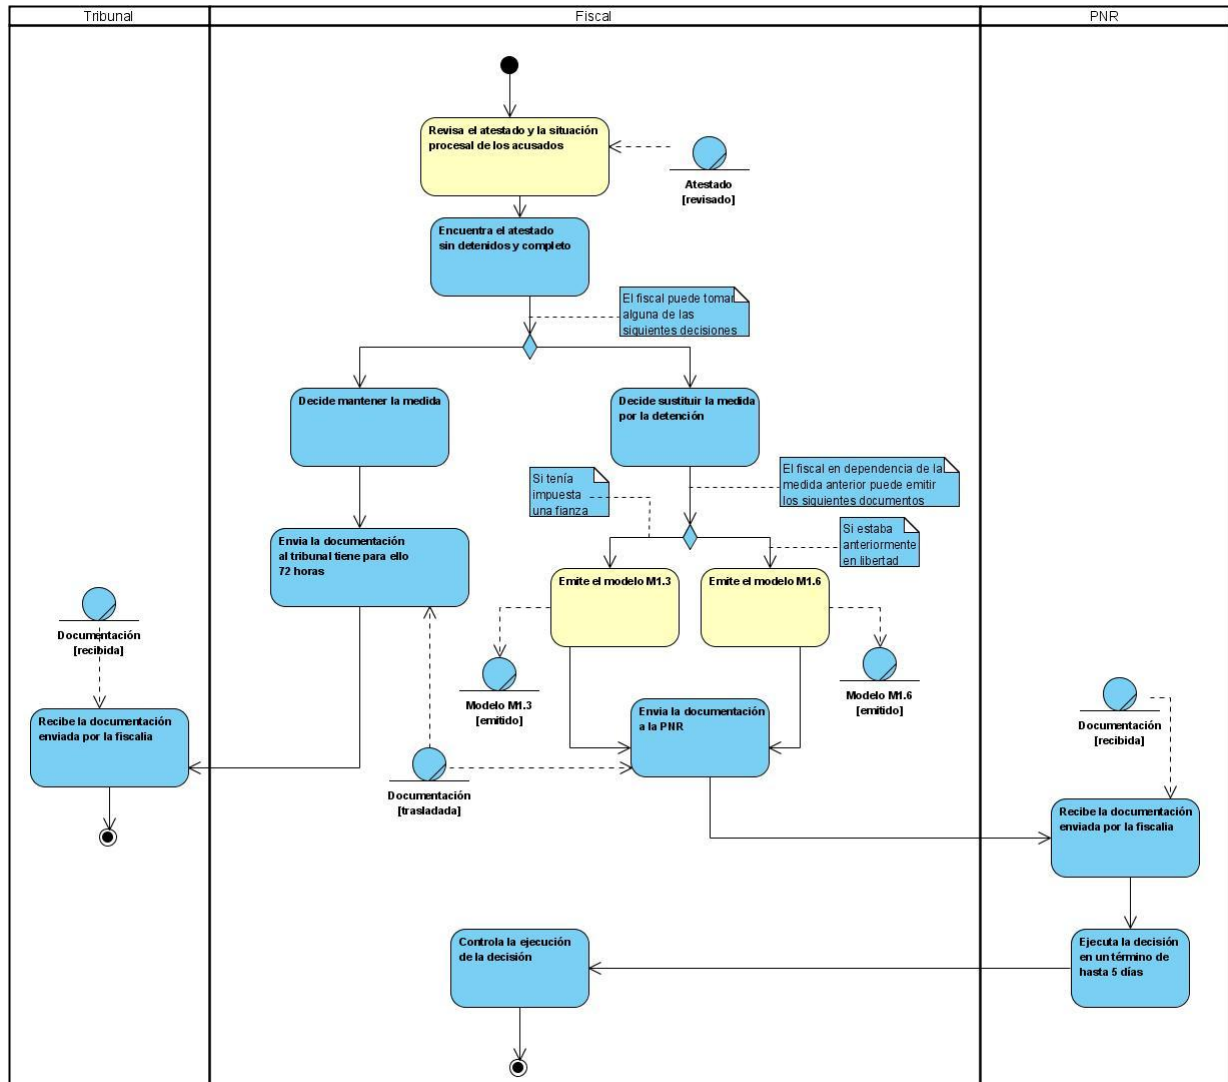 Tribunal
Fiscal
PNR
Revisa el atestado y la situación
procesal de los acusados
Atestado
[revisado]
Encuentra el atestado
sin detenidos y completo
El fiscal puede tomar
alguna de las
siguientes decisiones
Decide mantener la medida
Decide sustituir la medida
por la detención
Si tenía
impuesta
una fianza
El fiscal en dependencia de la
medida anterior puede emitir
los siguientes documentos
Si estaba
anteriormente
en libertad
Envia la documentación
al tribunal tiene para ello
72 horas
Emite el modelo M1.3
Emite el modelo M1.6
Documentación
[recibida]
Modelo M1.3
[emitido]
Modelo M1.6
[emitido]
Recibe la documentación
enviada por la fiscalia
Envia la documentación
a la PNR
Documentación
[recibida]
Documentación
[trasladada]
Recibe la documentación
enviada por la fiscalia
Controla la ejecución
de la decisión
Ejecuta la decisión
en un término de
hasta 5 días